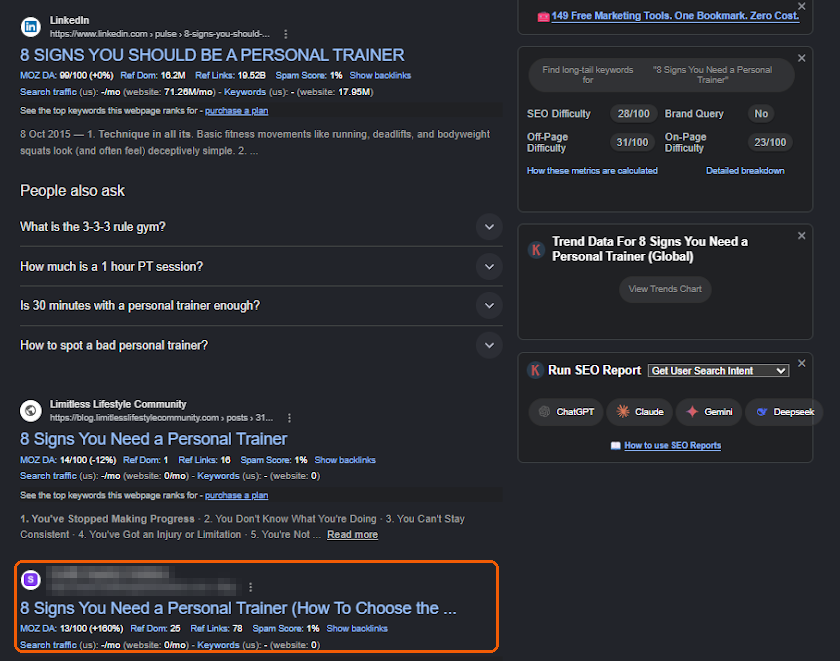 LinkedIn
https://www.linkedin.com › pulse › 8-signs-you-should-...
8 SIGNS YOU SHOULD BE A PERSONAL TRAINER
MOZ DA: 99/100 (+0%) Ref Dom: 16.2M Ref Links: 19.52B Spam Score: 1% Show backlinks
Search traffic (us): -/mo (website: 71.26M/mo) - Keywords (us): - (website: 17.95M)
See the top keywords this webpage ranks for - purchase a plan
8 Oct 2015 — 1. Technique in all its. Basic fitness movements like running, deadlifts, and bodyweight
squats look (and often feel) deceptively simple. 2. ...
People also ask
What is the 3-3-3 rule gym?
How much is a 1 hour PT session?
Is 30 minutes with a personal trainer enough?
How to spot a bad personal trainer?
Limitless Lifestyle Community
https://blog.limitlesslifestylecommunity.com › posts › 31...
8 Signs You Need a Personal Trainer
MOZ DA: 14/100 (-12%) Ref Dom: 1 Ref Links: 16 Spam Score: 1% Show backlinks
Search traffic (us): -/mo (website: 0/mo) - Keywords (us): - (website: 0)
See the top keywords this webpage ranks for - purchase a plan
1. You've Stopped Making Progress · 2. You Don't Know What You're Doing · 3. You Can't Stay
Consistent · 4. You've Got an Injury or Limitation · 5. You're Not ... Read more
S
8 Signs You Need a Personal Trainer (How To Choose the ...
MOZ DA: 13/100 (+160%) Ref Dom: 25 Ref Links: 78 Spam Score: 1% Show backlinks
Search traffic (us): -/mo (website: 0/mo) - Keywords (us): - (website: 0)
149 Free Marketing Tools. One Bookmark. Zero Cost.
Find long-tail keywords for "8 Signs You Need a Personal Trainer"
SEO Difficulty 28/100 Brand Query No
Off-Page Difficulty 31/100 On-Page Difficulty 23/100
How these metrics are calculated Detailed breakdown
K Trend Data For 8 Signs You Need a
Personal Trainer (Global)
View Trends Chart
K Run SEO Report Get User Search Intent
ChatGPT Claude Gemini Deepseek
How to use SEO Reports